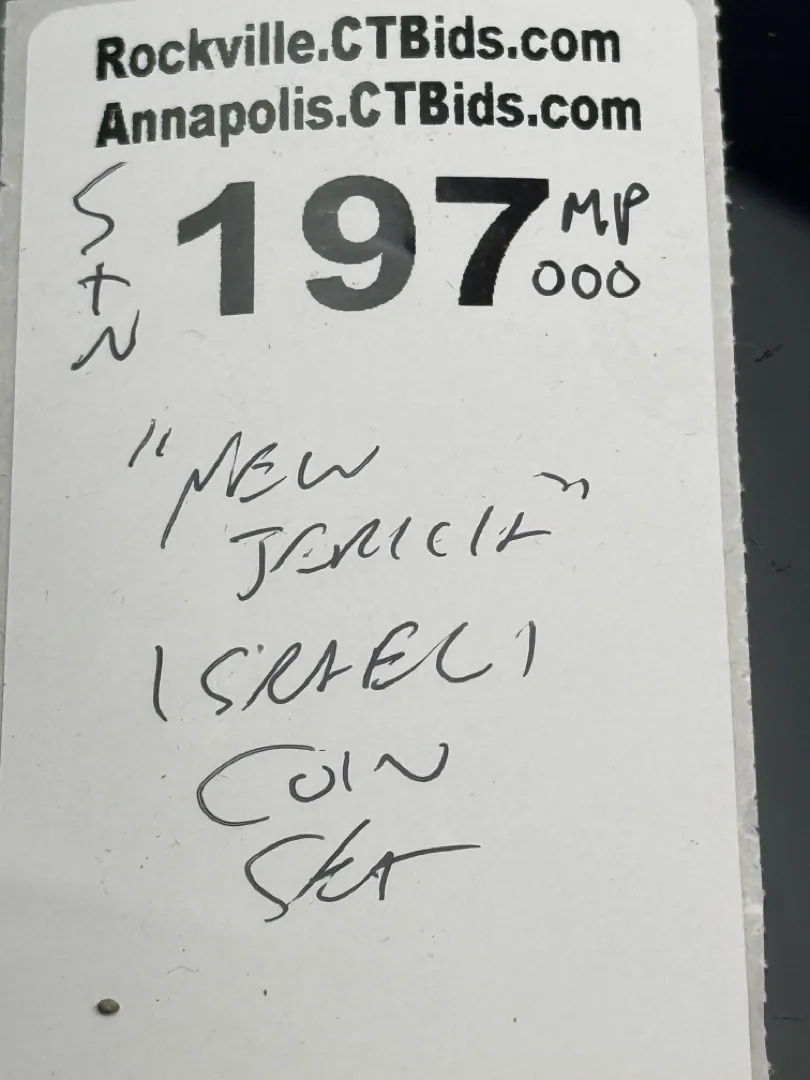 Rockville.CTBids.com
Annapolis.CTBids.com
197
MP
000
"NEW
ISRAELI
COIN
SET